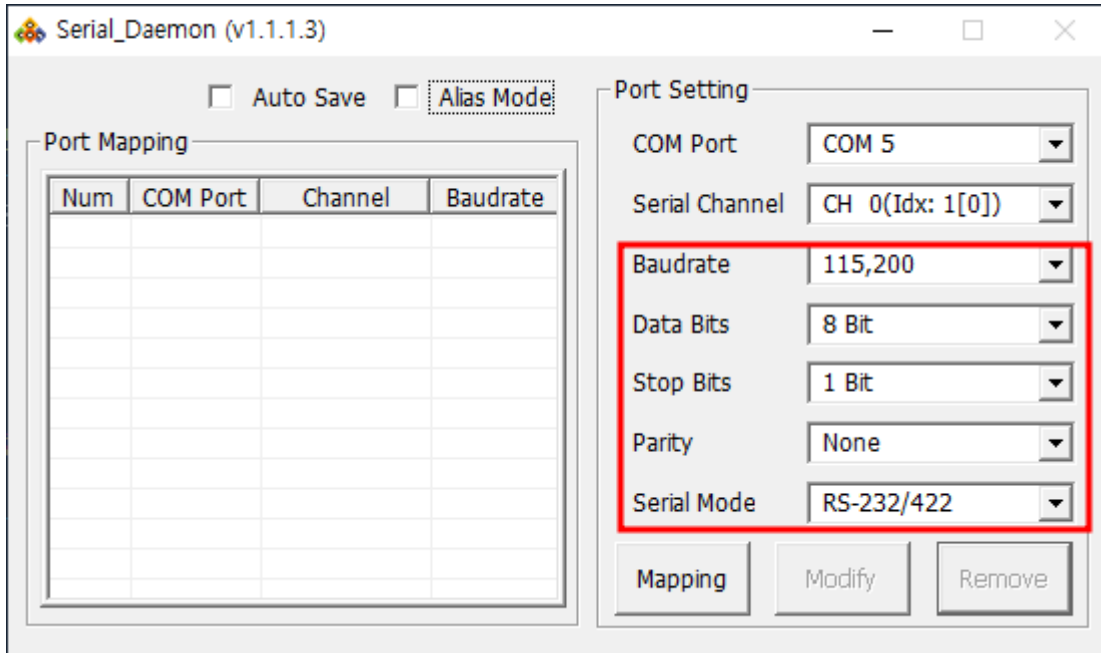 Serial_Daemon (v1.1.1.3)
Auto Save Alias Mode
Port Mapping
Num COM Port Channel Baudrate
Port Setting
COM Port COM 5
Serial Channel CH 0(Idx: 1[0])
Baudrate 115,200
Data Bits 8 Bit
Stop Bits 1 Bit
Parity None
Serial Mode RS-232/422
Mapping Modify Remove